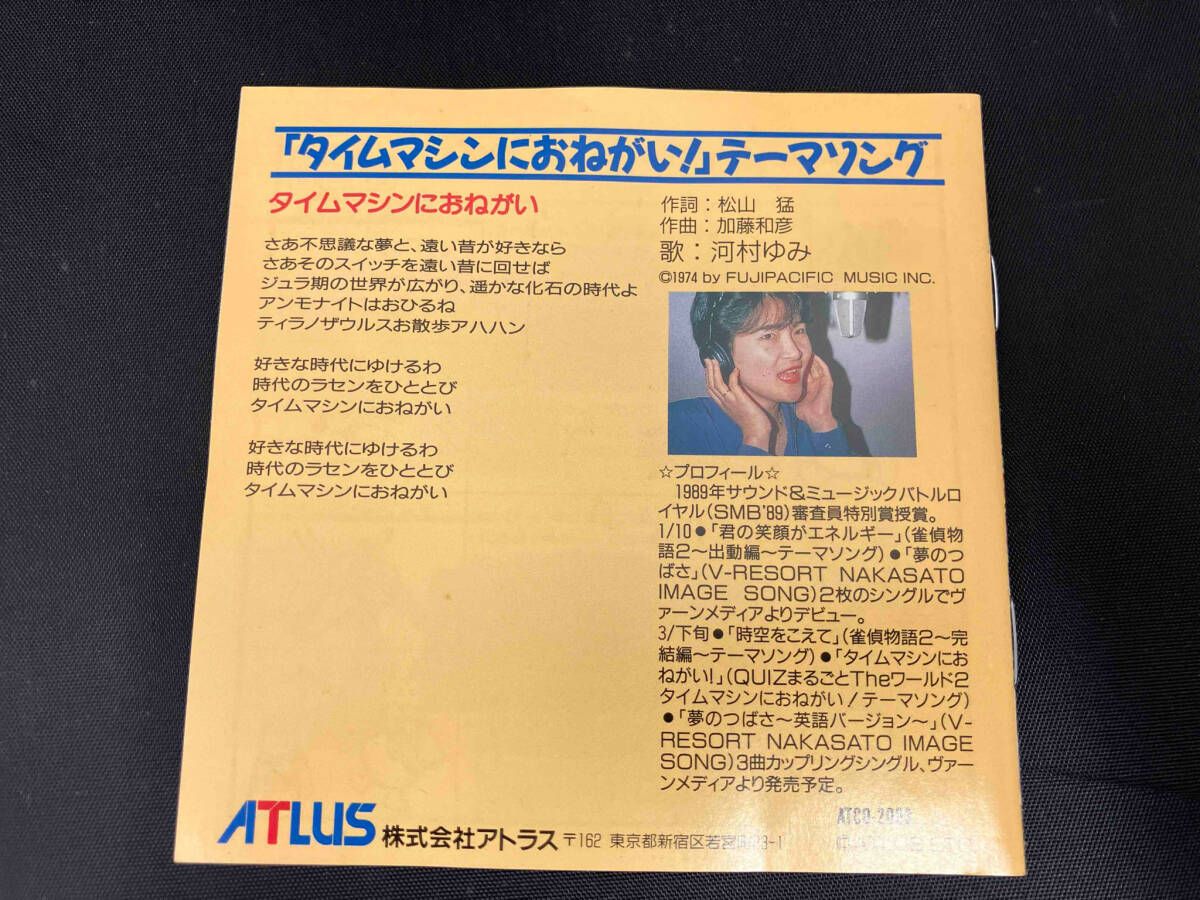 「タイムマシンにおねがい!」テーマソング
タイムマシンにおねがい
さあ不思議な夢と、遠い昔が好きなら
さあそのスイッチを遠い昔に回せば
ジュラ期の世界が広がり、遥かな化石の時代よ
アンモナイトはおひるね
ティラノザウルスお散歩アハハン
好きな時代にゆけるわ
時代のラセンをひととび
タイムマシンにおねがい
好きな時代にゆけるわ
時代のラセンをひととび
タイムマシンにおねがい
作詞：松山 猛
作曲：加藤和彦
歌：河村ゆみ
©1974 by FUJIPACIFIC MUSIC INC.
☆プロフィール☆
1989年サウンド&ミュージックバトルロ
イヤル(SMB'89)審査員特別賞授賞。
1/10●「君の笑顔がエネルギー」(雀偵物
語2〜出動編〜テーマソング)●「夢のつ
ばさ」(V-RESORT NAKASATO
IMAGE SONG)2枚のシングルでヴ
ァーンメディアよりデビュー。
3/下旬●「時空をこえて」(雀偵物語2〜完
結編〜テーマソング)●「タイムマシンにお
ねがい!」(QUIZまるごとTheワールド2
タイムマシンにおねがい!テーマソング)
●「夢のつばさ〜英語バージョン〜」(V-
RESORT NAKASATO IMAGE
SONG)3曲カップリングシングル、ヴァー
ンメディアより発売予定。
ATLUS 株式会社アトラス 〒162 東京都新宿区若宮町28-1